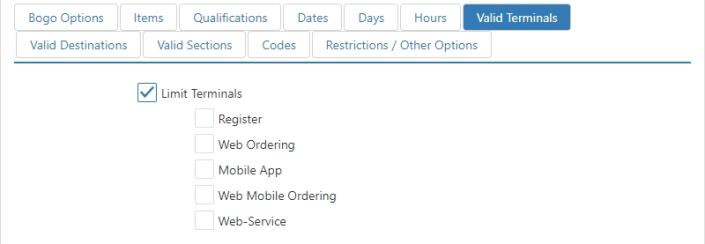 Bogo Options Items Qualifications Dates Days Hours Valid Terminals
Valid Destinations Valid Sections Codes Restrictions / Other Options
Limit Terminals
Register
Web Ordering
Mobile App
Web Mobile Ordering
Web-Service